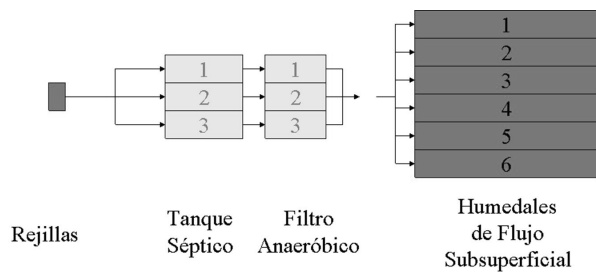 1
2
3
1
2
3
1
2
3
4
5
6
Rejillas
Tanque
Séptico
Filtro
Anaeróbico
Humedales
de Flujo
Subsuperficial